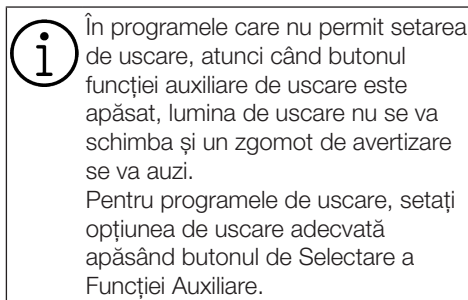 În programele care nu permit setarea
de uscare, atunci când butonul
funcției auxiliare de uscare este
apăsat, lumina de uscare nu se va
schimba și un zgomot de avertizare
se va auzi.
Pentru programele de uscare, setați
opțiunea de uscare adecvată
apăsând butonul de Selectare a
Funcției Auxiliare.